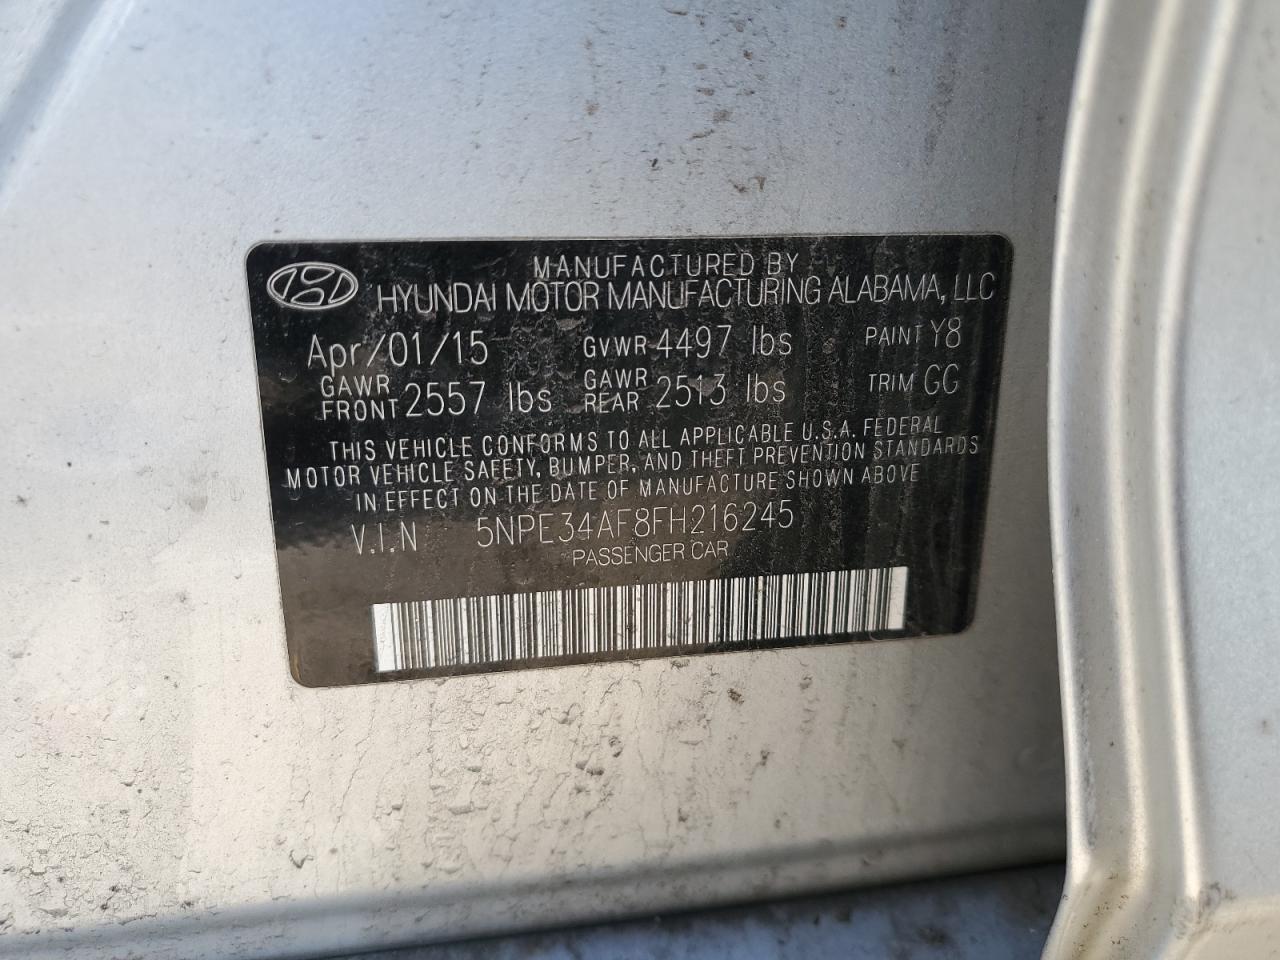 MANUFACTURED BY
HYUNDAI MOTOR MANUFACTURING ALABAMA, LLC
Apr/01/15 GVWR 4497 lbs PAINT Y8
GAWR FRONT 2557 lbs GAWR REAR 2513 lbs TRIM GG
THIS VEHICLE CONFORMS TO ALL APPLICABLE U.S.A. FEDERAL
MOTOR VEHICLE SAFETY, BUMPER, AND THEFT PREVENTION STANDARDS
IN EFFECT ON THE DATE OF MANUFACTURE SHOWN ABOVE
V.I.N 5NPE34AF8FH216245
PASSENGER CAR